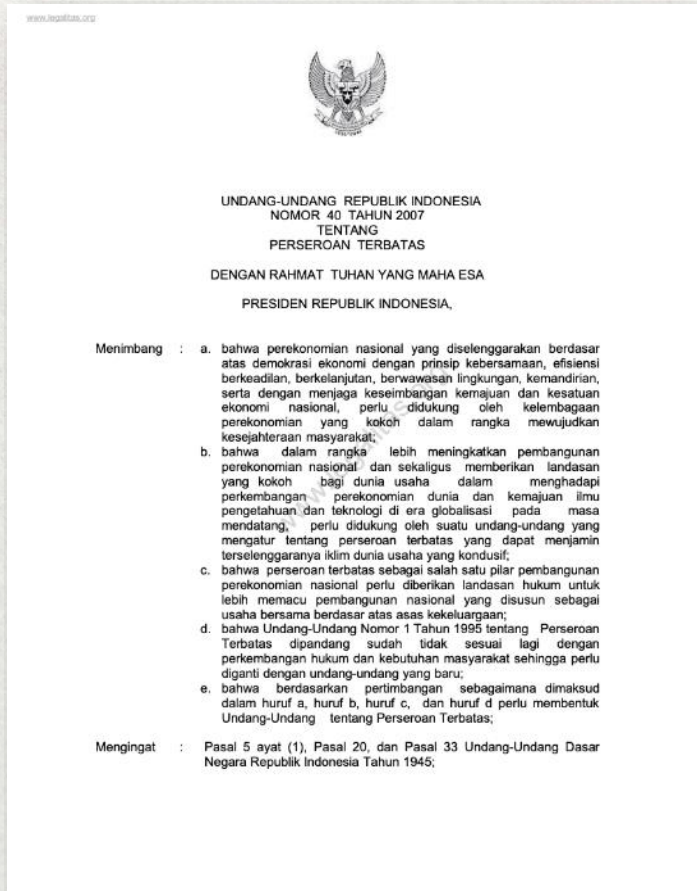 www.legalitas.org
UNDANG-UNDANG REPUBLIK INDONESIA
NOMOR 40 TAHUN 2007
TENTANG
PERSEROAN TERBATAS
DENGAN RAHMAT TUHAN YANG MAHA ESA
PRESIDEN REPUBLIK INDONESIA,
Menimbang : a. bahwa perekonomian nasional yang diselenggarakan berdasar
atas demokrasi ekonomi dengan prinsip kebersamaan, efisiensi
berkeadilan, berkelanjutan, berwawasan lingkungan, kemandirian,
serta dengan menjaga keseimbangan kemajuan dan kesatuan
ekonomi nasional, perlu didukung oleh kelembagaan
perekonomian yang kokoh dalam rangka mewujudkan
kesejahteraan masyarakat;
b. bahwa dalam rangka lebih meningkatkan pembangunan
perekonomian nasional dan sekaligus memberikan landasan
yang kokoh bagi dunia usaha dalam menghadapi
perkembangan perekonomian dunia dan kemajuan ilmu
pengetahuan dan teknologi di era globalisasi pada masa
mendatang, perlu didukung oleh suatu undang-undang yang
mengatur tentang perseroan terbatas yang dapat menjamin
terselenggaranya iklim dunia usaha yang kondusif;
c. bahwa perseroan terbatas sebagai salah satu pilar pembangunan
perekonomian nasional perlu diberikan landasan hukum untuk
lebih memacu pembangunan nasional yang disusun sebagai
usaha bersama berdasar atas asas kekeluargaan;
d. bahwa Undang-Undang Nomor 1 Tahun 1995 tentang Perseroan
Terbatas dipandang sudah tidak sesuai lagi dengan
perkembangan hukum dan kebutuhan masyarakat sehingga perlu
diganti dengan undang-undang yang baru;
e. bahwa berdasarkan pertimbangan sebagaimana dimaksud
dalam huruf a, huruf b, huruf c, dan huruf d perlu membentuk
Undang-Undang tentang Perseroan Terbatas;
Mengingat : Pasal 5 ayat (1), Pasal 20, dan Pasal 33 Undang-Undang Dasar
Negara Republik Indonesia Tahun 1945;
www.legalitas.org